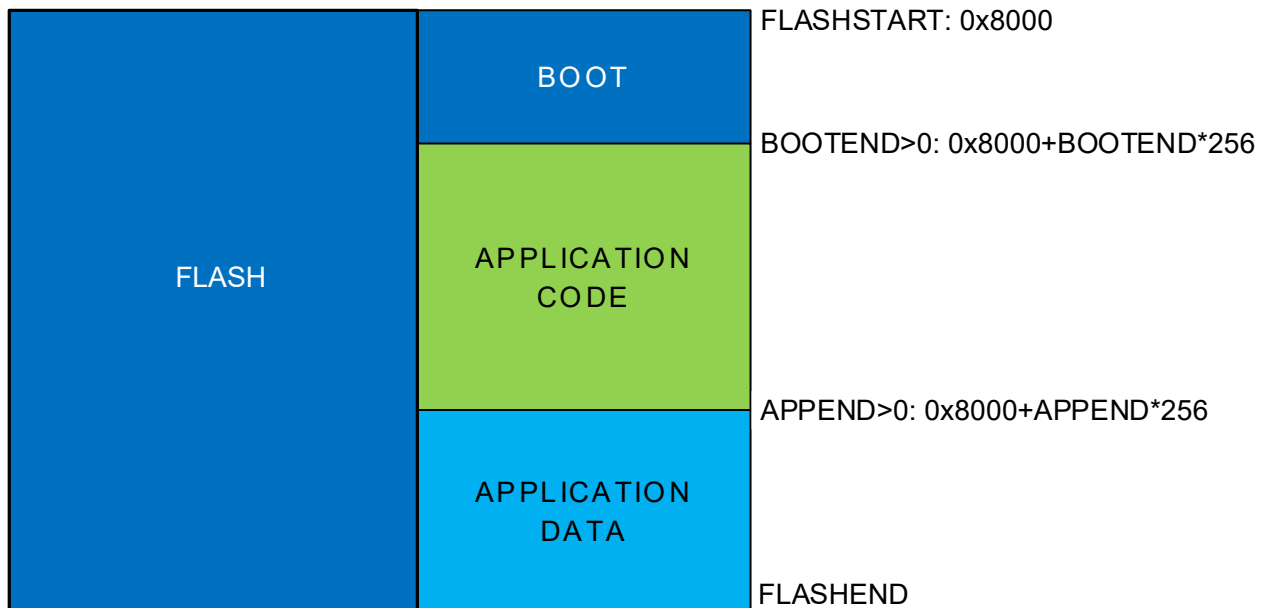 FLASHSTART: 0x8000
BOOT
BOOTEND>0: 0x8000+BOOTEND*256
FLASH
APPLICATION
CODE
APPEND>0: 0x8000+APPEND*256
APPLICATION
DATA
FLASHEND